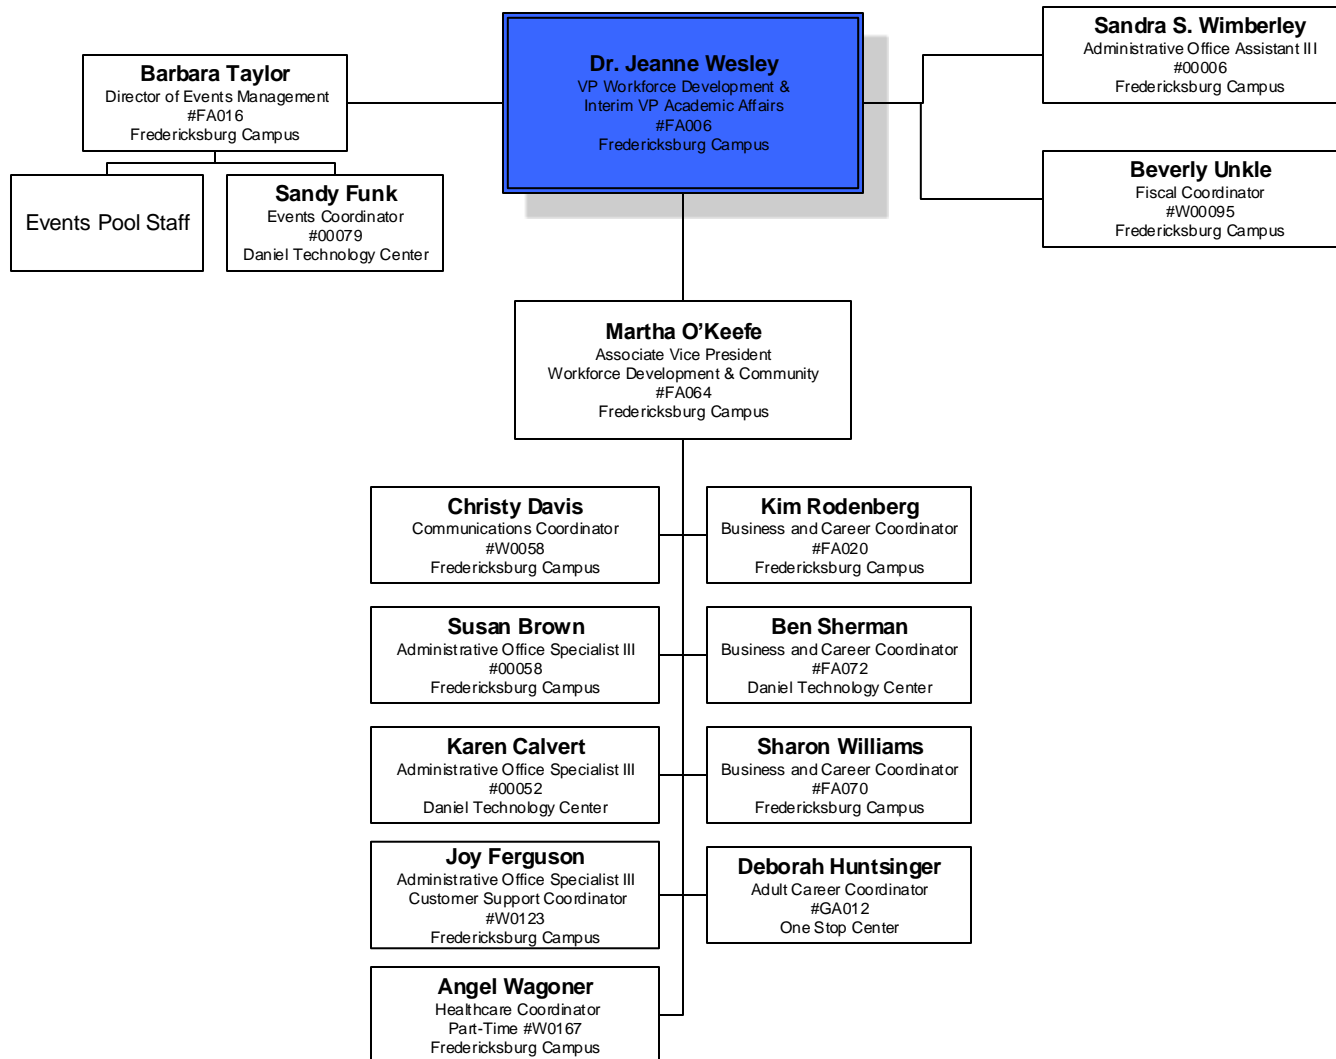 Dr. Jeanne Wesley
VP Workforce Development &
Interim VP Academic Affairs
#FA006
Fredericksburg Campus
Barbara Taylor
Director of Events Management
#FA016
Fredericksburg Campus
Events Pool Staff
Sandy Funk
Events Coordinator
#00079
Daniel Technology Center
Sandra S. Wimberley
Administrative Office Assistant III
#00006
Fredericksburg Campus
Beverly Unkle
Fiscal Coordinator
#W00095
Fredericksburg Campus
Martha O'Keefe
Associate Vice President
Workforce Development & Community
#FA064
Fredericksburg Campus
Christy Davis
Communications Coordinator
#W0058
Fredericksburg Campus
Kim Rodenberg
Business and Career Coordinator
#FA020
Fredericksburg Campus
Susan Brown
Administrative Office Specialist III
#00058
Fredericksburg Campus
Ben Sherman
Business and Career Coordinator
#FA072
Daniel Technology Center
Karen Calvert
Administrative Office Specialist III
#00052
Daniel Technology Center
Sharon Williams
Business and Career Coordinator
#FA070
Fredericksburg Campus
Joy Ferguson
Administrative Office Specialist III
Customer Support Coordinator
#W0123
Fredericksburg Campus
Deborah Huntsinger
Adult Career Coordinator
#GA012
One Stop Center
Angel Wagoner
Healthcare Coordinator
Part-Time #W0167
Fredericksburg Campus